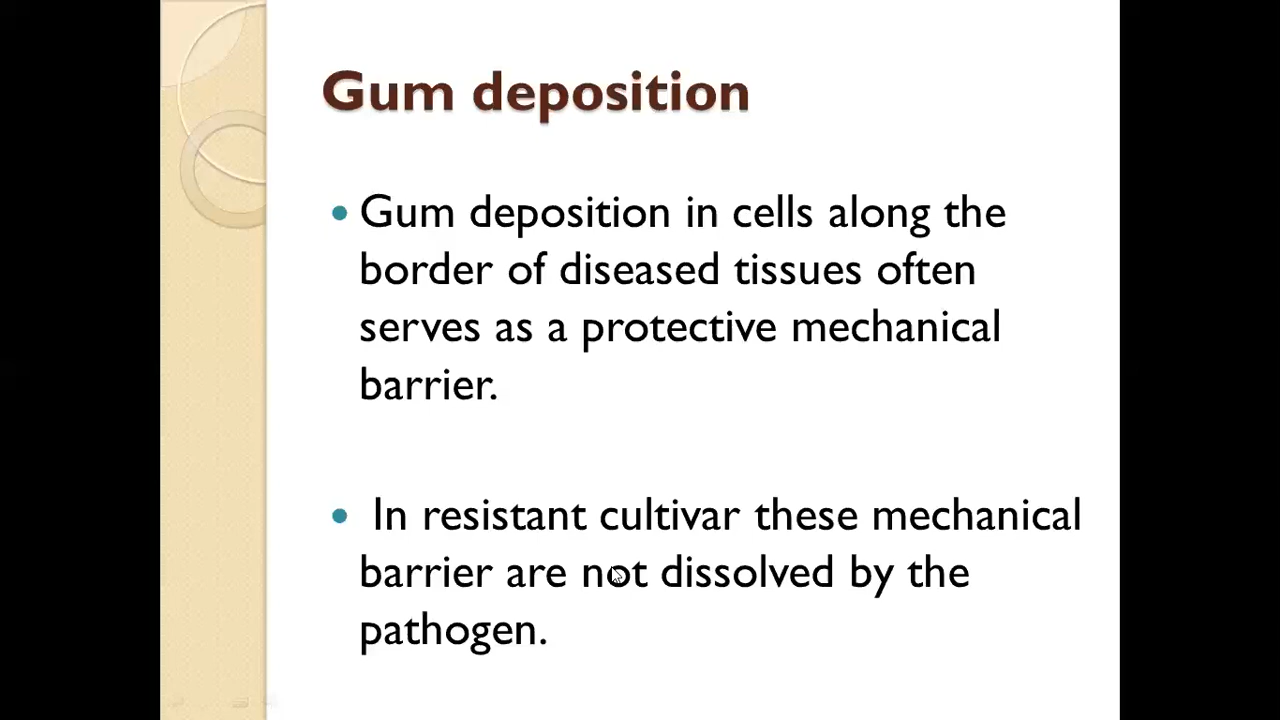 Gum deposition
• Gum deposition in cells along the
border of diseased tissues often
serves as a protective mechanical
barrier.
• In resistant cultivar these mechanical
barrier are not dissolved by the
pathogen.